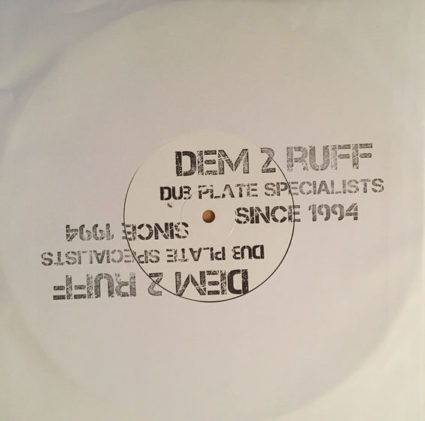 DEM 2 RUFF
DUB PLATE SPECIALISTS
SINCE 1994
SINCE 1994
DUB PLATE SPECIALISTS
DEM 2 RUFF